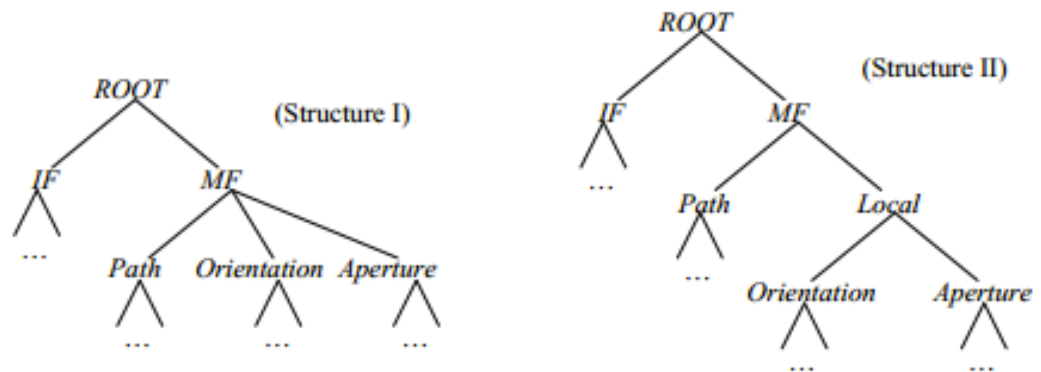 ROOT
(Structure I)
IF MF
...
Path Orientation Aperture
... ... ...
ROOT
(Structure II)
IF MF
...
Path Local
...
Orientation Aperture
... ...